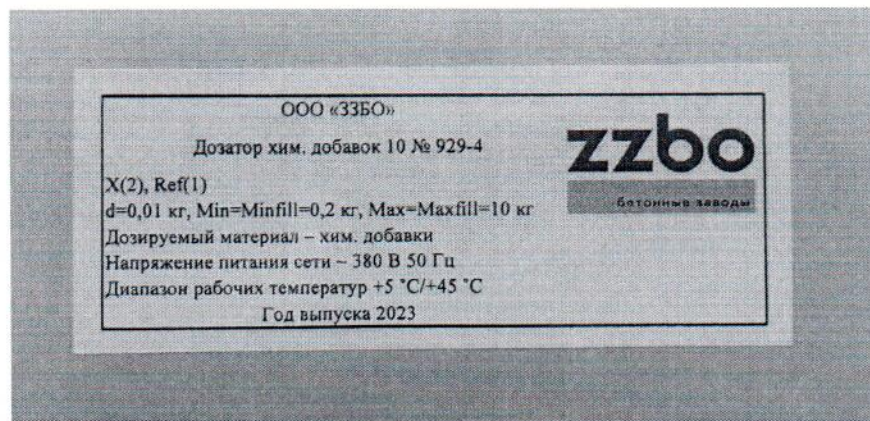 ООО «ЗЗБО»
Дозатор хим. добавок 10 № 929-4
zzbo
бетонные заводы
X(2), Ref(1)
d=0,01 кг, Min=Minfill=0,2 кг, Max=Maxfill=10 кг
Дозируемый материал – хим. добавки
Напряжение питания сети – 380 В 50 Гц
Диапазон рабочих температур +5 ˚С/+45 ˚С
Год выпуска 2023